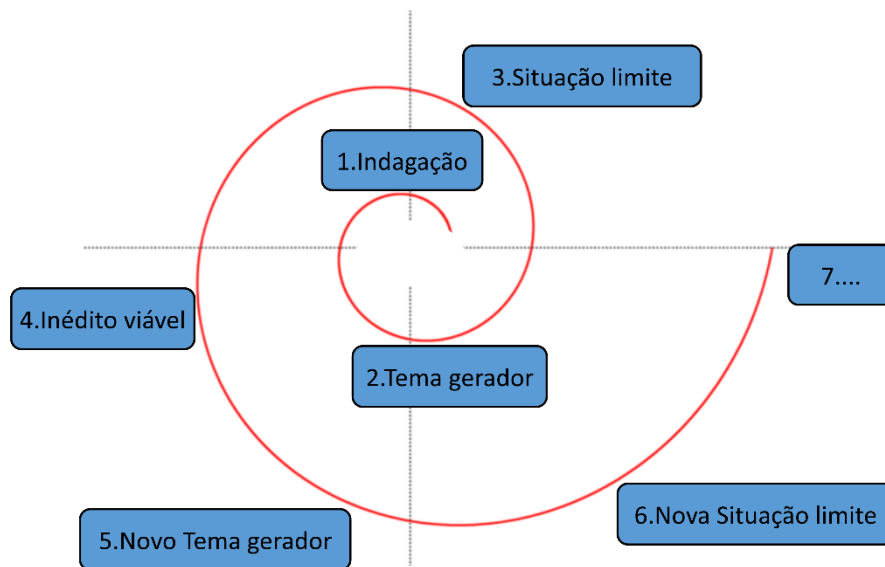 3.Situação limite
1.Indagação
7....
4.Inédito viável
2.Tema gerador
6.Nova Situação limite
5.Novo Tema gerador